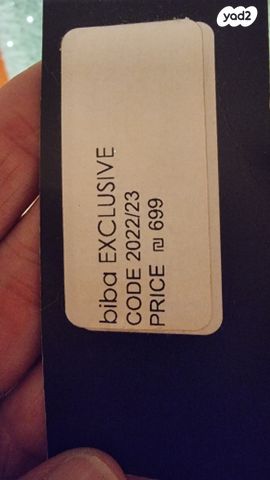 yad2
biba EXCLUSIVE
CODE 2022/23
PRICE ₪ 699